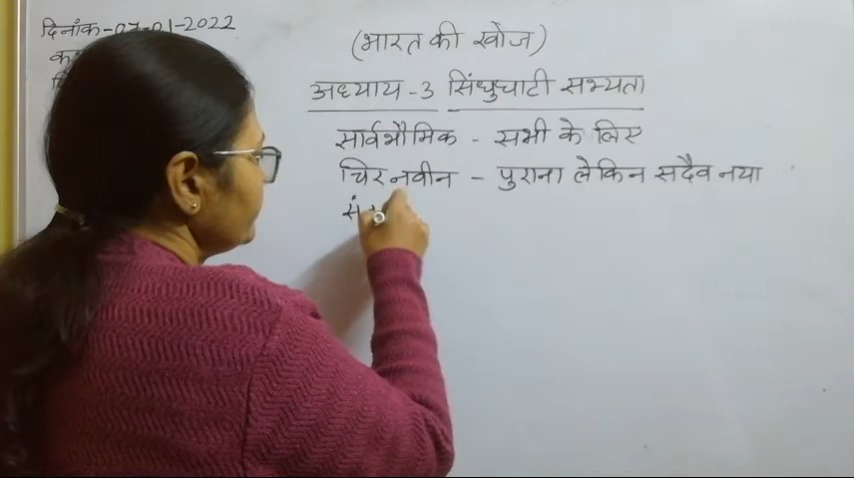 दिनांक-07-01-2022
(भारत की खोज)
अध्याय-3 सिंधुघाटी सभ्यता
सार्वभौमिक - सभी के लिए
चिरनवीन - पुराना लेकिन सदैव नया